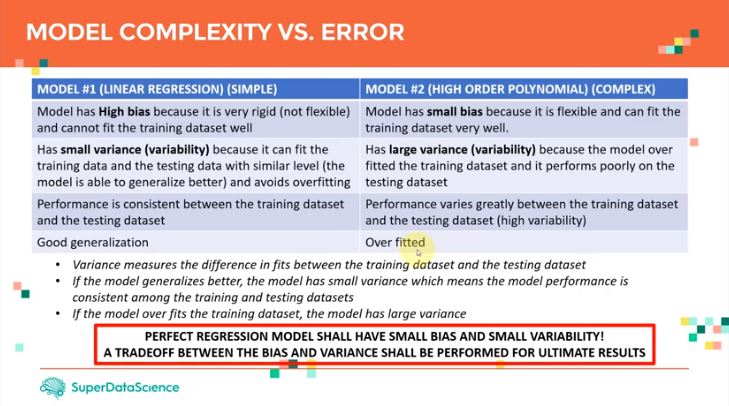 MODEL COMPLEXITY VS. ERROR
MODEL #1 (LINEAR REGRESSION) (SIMPLE)
MODEL #2 (HIGH ORDER POLYNOMIAL) (COMPLEX)
Model has High bias because it is very rigid (not flexible)
and cannot fit the training dataset well
Model has small bias because it is flexible and can fit the
training dataset very well.
Has small variance (variability) because it can fit the
training data and the testing data with similar level (the
model is able to generalize better) and avoids overfitting
Has large variance (variability) because the model over
fitted the training dataset and it performs poorly on the
testing dataset
Performance is consistent between the training dataset
and the testing dataset
Performance varies greatly between the training dataset
and the testing dataset (high variability)
Good generalization
Over fitted
• Variance measures the difference in fits between the training dataset and the testing dataset
• If the model generalizes better, the model has small variance which means the model performance is
consistent among the training and testing datasets
• If the model over fits the training dataset, the model has large variance
PERFECT REGRESSION MODEL SHALL HAVE SMALL BIAS AND SMALL VARIABILITY!
A TRADEOFF BETWEEN THE BIAS AND VARIANCE SHALL BE PERFORMED FOR ULTIMATE RESULTS
SuperDataScience